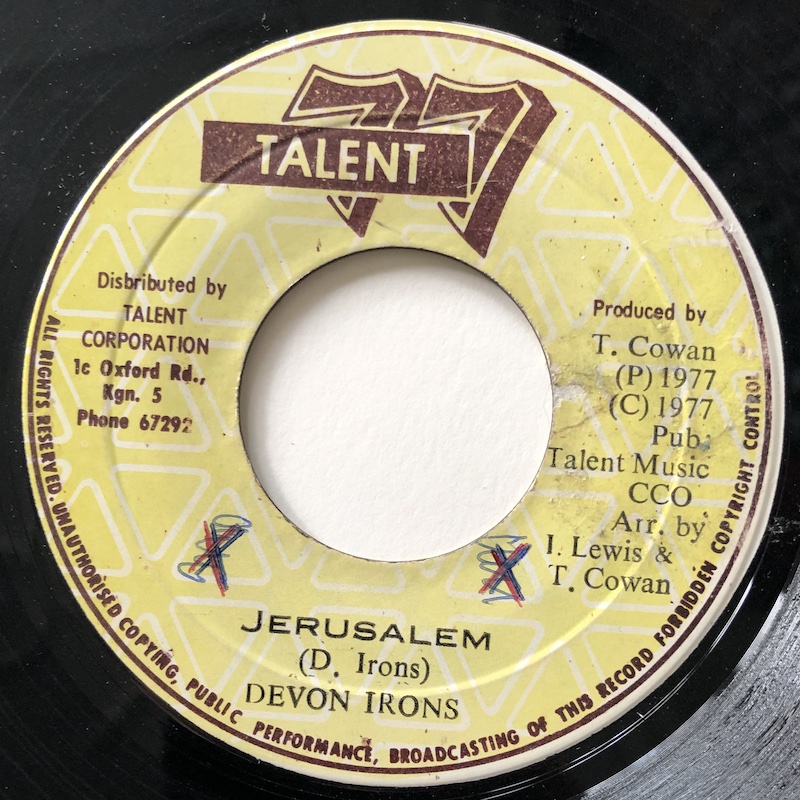 77
TALENT
Disbributed by
TALENT
CORPORATION
1c Oxford Rd.,
Kgn. 5
Phone 67292
Produced by
T. Cowan
(P) 1977
(C) 1977
Pub.
Talent Music
CCO
Arr. by
I. Lewis &
T. Cowan
JERUSALEM
(D. Irons)
DEVON IRONS
ALL RIGHTS RESERVED. UNAUTHORISED COPYING, PUBLIC PERFORMANCE, BROADCASTING OF THIS RECORD FORBIDDEN COPYRIGHT CONTROL